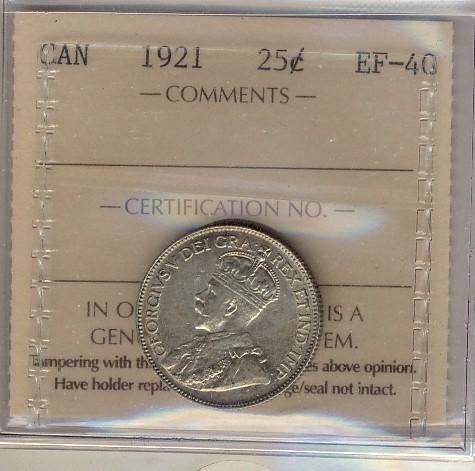 CAN 1921 25¢ EF-40
— COMMENTS —
— CERTIFICATION NO. —
GEORGIVS V DEI GRA: REX ET IND: IMP:
IN O IS A
GEN EM.
Tampering with th es above opinion.
Have holder repla ge/seal not intact.